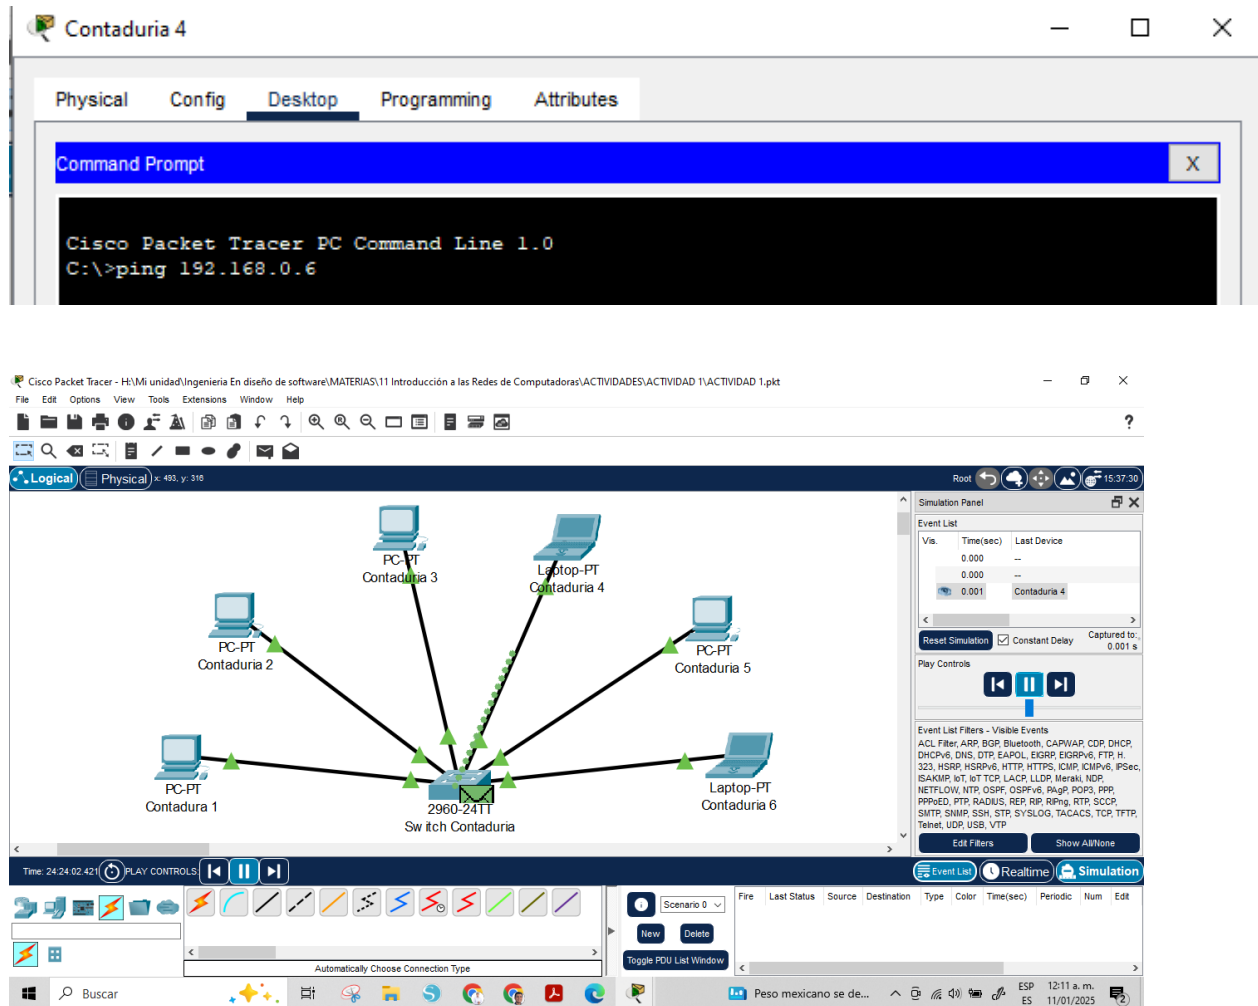 Contaduria 4
Physical Config Desktop Programming Attributes
Command Prompt
X
Cisco Packet Tracer PC Command Line 1.0
C:\>ping 192.168.0.6
Cisco Packet Tracer - H:\Mi unidad\Ingenieria En diseño de software\MATERIAS\11 Introducción a las Redes de Computadoras\ACTIVIDADES\ACTIVIDAD 1\ACTIVIDAD 1.pkt
File Edit Options View Tools Extensions Window Help
?
Logical Physical x: 493, y: 316 Root 15:37:30
PC-PT
Contaduria 3
Laptop-PT
Contaduria 4
PC-PT
Contaduria 2
PC-PT
Contaduria 5
PC-PT
Contadura 1
2960-24TT
Switch Contaduria
Laptop-PT
Contaduria 6
Simulation Panel
Event List
Vis. Time(sec) Last Device
0.000 --
0.000 --
0.001 Contaduria 4
Reset Simulation Constant Delay Captured to:
0.001 s
Play Controls
Event List Filters - Visible Events
ACL Filter, ARP, BGP, Bluetooth, CAPWAP, CDP, DHCP,
DHCPv6, DNS, DTP, EAPOL, EIGRP, EIGRPv6, FTP, H.
323, HSRP, HSRPv6, HTTP, HTTPS, ICMP, ICMPv6, IPSec,
ISAKMP, IoT, IoT TCP, LACP, LLDP, Meraki, NDP,
NETFLOW, NTP, OSPF, OSPFv6, PAgP, POP3, PPP,
PPPoED, PTP, RADIUS, REP, RIP, RIPng, RTP, SCCP,
SMTP, SNMP, SSH, STP, SYSLOG, TACACS, TCP, TFTP,
Telnet, UDP, USB, VTP
Edit Filters Show All/None
Time: 24:24:02.421 PLAY CONTROLS: Event List Realtime Simulation
Scenario 0
New Delete
Toggle PDU List Window
Fire Last Status Source Destination Type Color Time(sec) Periodic Num Edit
Automatically Choose Connection Type
Buscar
Peso mexicano se de...
ESP
ES
12:11 a. m.
11/01/2025
2